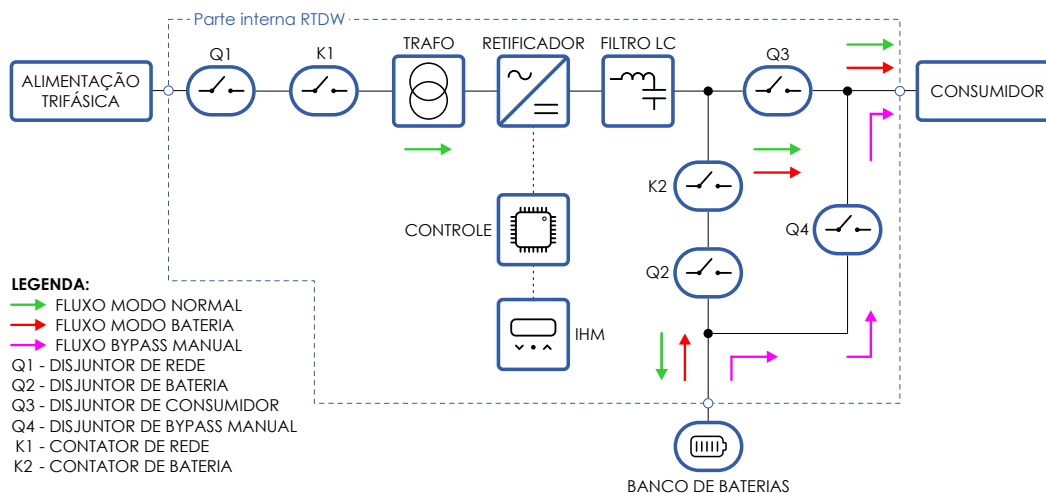 Parte interna RTDW
ALIMENTAÇÃO
TRIFÁSICA
Q1
K1
TRAFO
RETIFICADOR
FILTRO LC
Q3
CONSUMIDOR
K2
Q4
CONTROLE
Q2
IHM
LEGENDA:
FLUXO MODO NORMAL
FLUXO MODO BATERIA
FLUXO BYPASS MANUAL
Q1 - DISJUNTOR DE REDE
Q2 - DISJUNTOR DE BATERIA
Q3 - DISJUNTOR DE CONSUMIDOR
Q4 - DISJUNTOR DE BYPASS MANUAL
K1 - CONTATOR DE REDE
K2 - CONTATOR DE BATERIA
BANCO DE BATERIAS